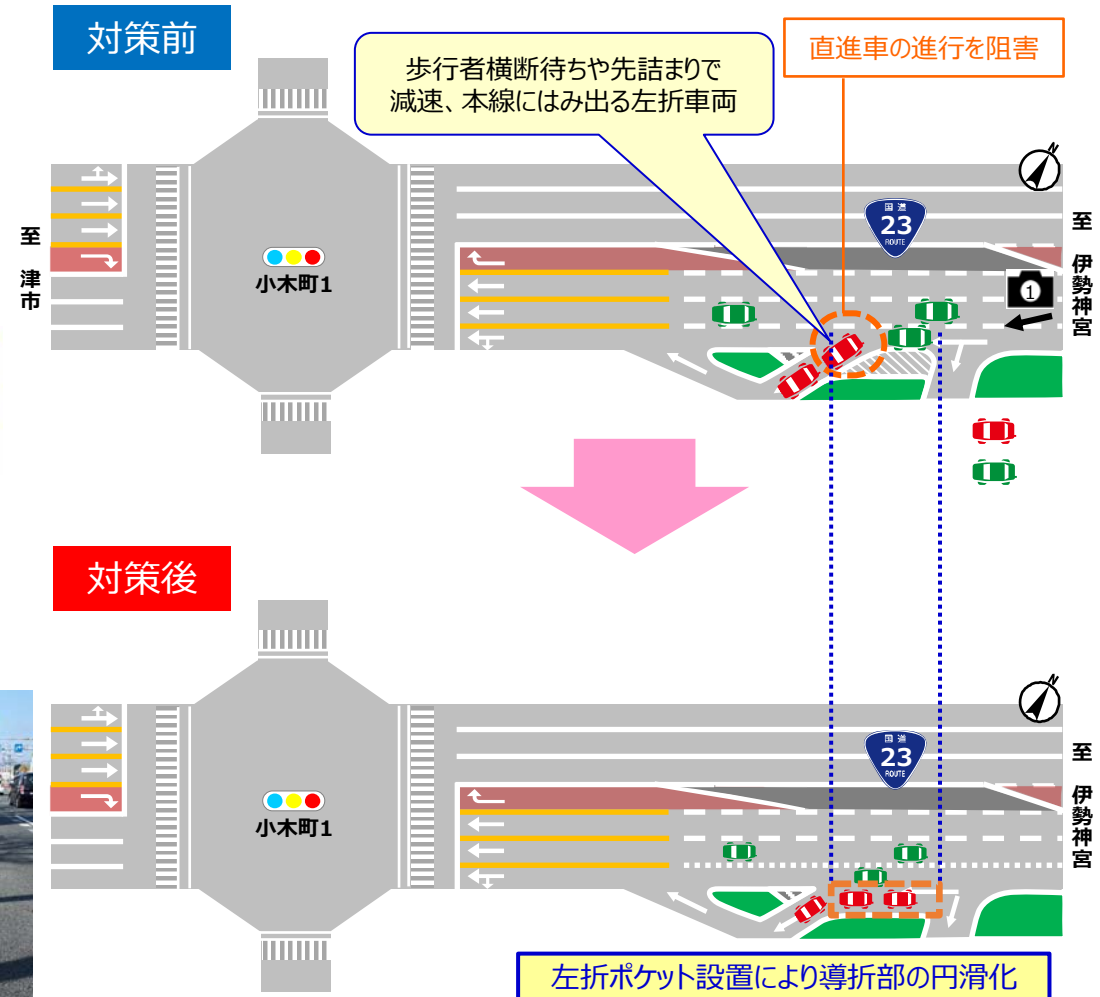 対策前
直進車の進行を阻害
歩行者横断待ちや先詰まりで
減速、本線にはみ出る左折車両
N
至 津市
小木町1
国道
23
ROUTE
1
至 伊勢神宮
対策後
N
至 津市
小木町1
国道
23
ROUTE
至 伊勢神宮
左折ポケット設置により導折部の円滑化